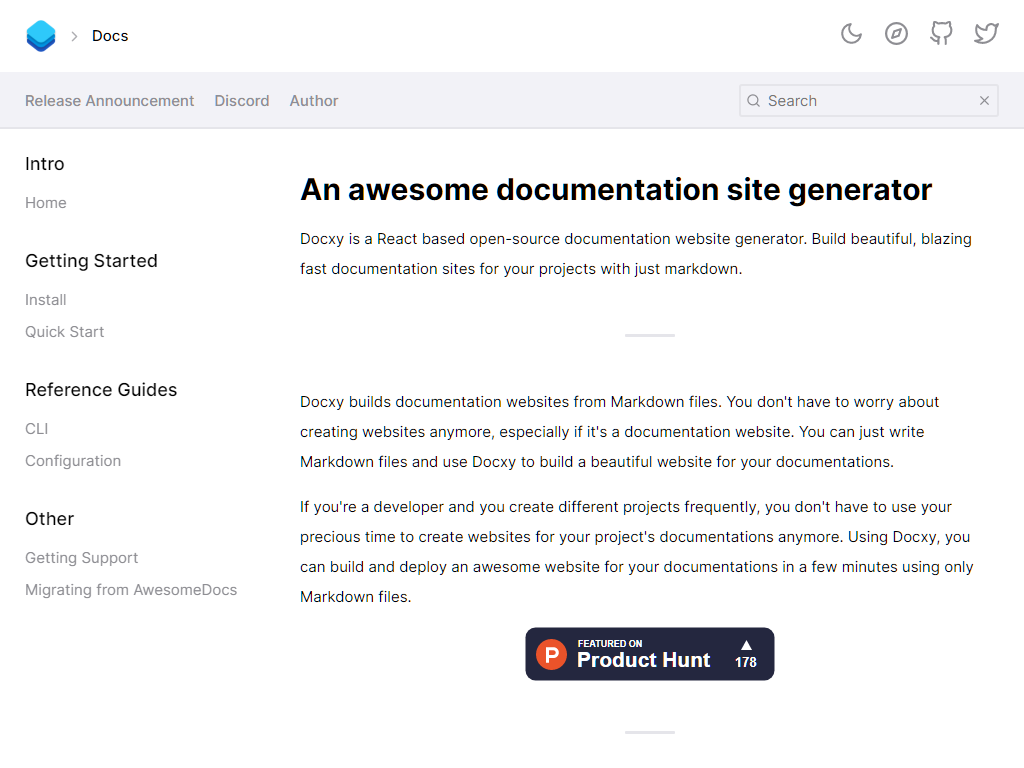 Docs
Release Announcement Discord Author Search
Intro
Home
Getting Started
Install
Quick Start
Reference Guides
CLI
Configuration
Other
Getting Support
Migrating from AwesomeDocs
An awesome documentation site generator
Docxy is a React based open-source documentation website generator. Build beautiful, blazing
fast documentation sites for your projects with just markdown.
Docxy builds documentation websites from Markdown files. You don't have to worry about
creating websites anymore, especially if it's a documentation website. You can just write
Markdown files and use Docxy to build a beautiful website for your documentations.
If you're a developer and you create different projects frequently, you don't have to use your
precious time to create websites for your project's documentations anymore. Using Docxy, you
can build and deploy an awesome website for your documentations in a few minutes using only
Markdown files.
P
FEATURED ON
Product Hunt
178